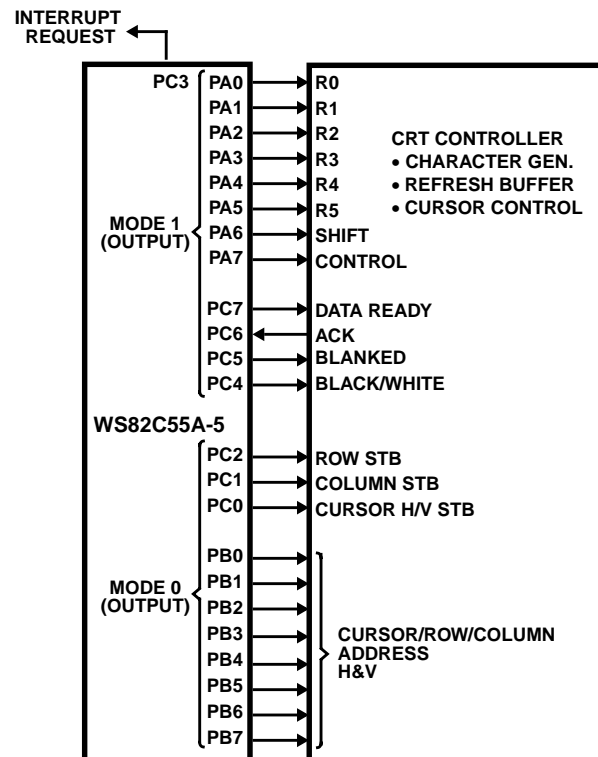 INTERRUPT
REQUEST
PC3 PA0 R0
PA1 R1
PA2 R2
PA3 R3
PA4 R4
PA5 R5
PA6 SHIFT
PA7 CONTROL
CRT CONTROLLER
• CHARACTER GEN.
• REFRESH BUFFER
• CURSOR CONTROL
MODE 1
(OUTPUT)
PC7 DATA READY
PC6 ACK
PC5 BLANKED
PC4 BLACK/WHITE
WS82C55A-5
PC2 ROW STB
PC1 COLUMN STB
PC0 CURSOR H/V STB
MODE 0
(OUTPUT)
PB0
PB1
PB2
PB3
PB4
PB5
PB6
PB7
CURSOR/ROW/COLUMN
ADDRESS
H&V